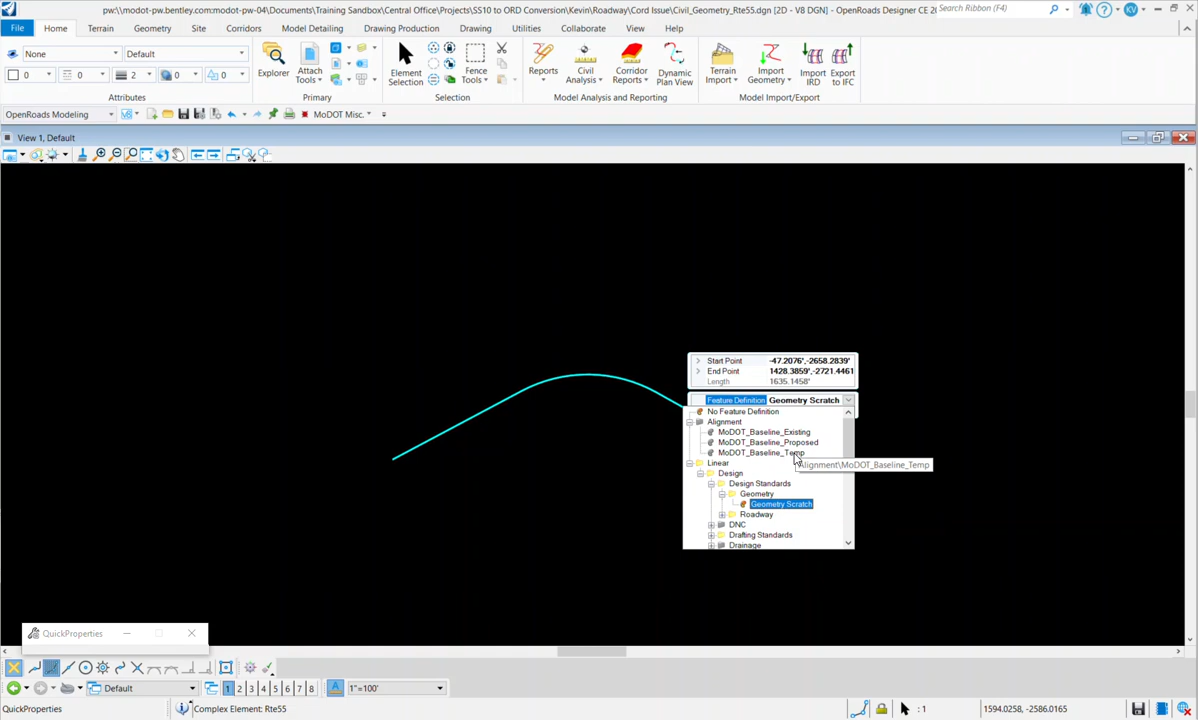 pw:\\modot-pw.bentley.com:modot-pw-04\Documents\Training Sandbox\Central Office\Projects\SS10 to ORD Conversion\Kevin\Roadway\Cord Issue\Civil_Geometry_Rte55.dgn [2D - V8 DGN] - OpenRoads Designer CE 20
Search Ribbon (F4)
KV
File Home Terrain Geometry Site Corridors Model Detailing Drawing Production Drawing Utilities Collaborate View Help
None Default
0 0 2 0 0
Explorer Attach Tools Element Selection Fence Tools Reports Civil Analysis Corridor Reports Dynamic Plan View Terrain Import Import Geometry Import IRD Export to IFC
Attributes Primary Selection Model Analysis and Reporting Model Import/Export
OpenRoads Modeling MoDOT Misc.
View 1, Default
Start Point -47.2076',-2658.2839'
End Point 1428.3859',-2721.4461
Length 1635.1458'
Feature Definition Geometry Scratch
No Feature Definition
Alignment
MoDOT_Baseline_Existing
MoDOT_Baseline_Proposed
MoDOT_Baseline_Temp
Alignment\MoDOT_Baseline_Temp
Linear
Design
Design Standards
Geometry
Geometry Scratch
Roadway
DNC
Drafting Standards
Drainage
QuickProperties
Default 1 2 3 4 5 6 7 8 1"=100'
QuickProperties Complex Element: Rte55 : 1 1594.0258, -2586.0165